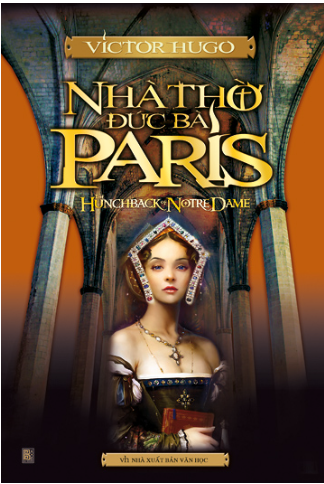 VICTOR HUGO
NHÀ THỜ
ĐỨC BÀ
PARIS
HUNCHBACK OF NOTRE DAME
NHÀ XUẤT BẢN VĂN HỌC